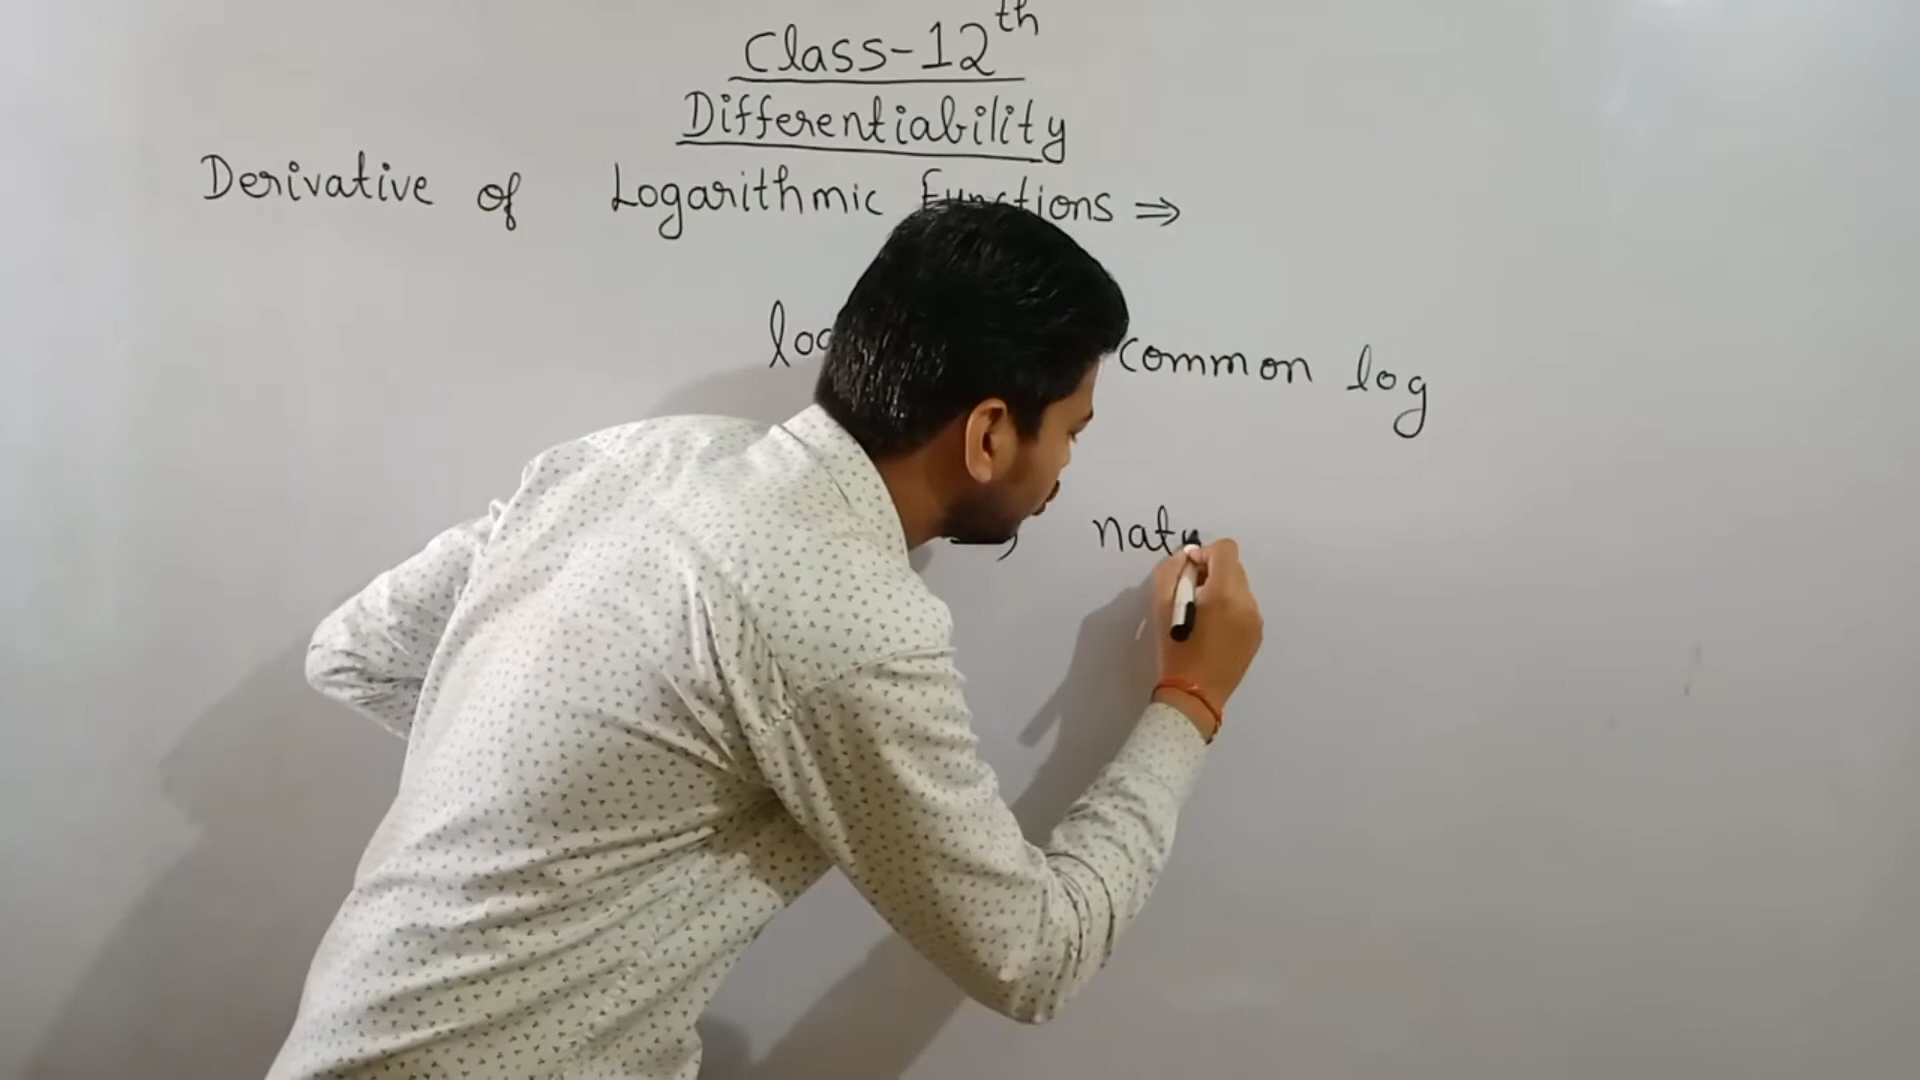 Class-12th
Differentiability
Derivative of Logarithmic Functions ⇒
common log